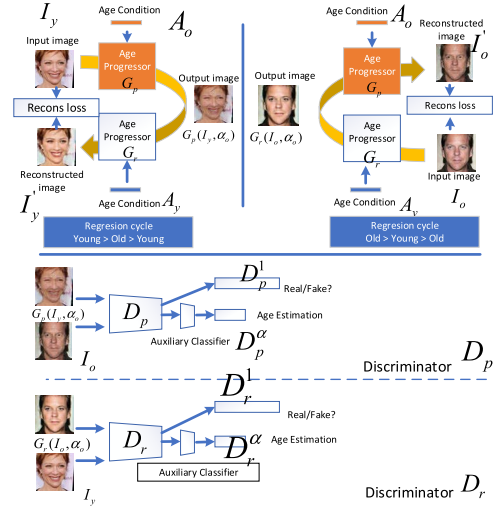 I_y
Age Condition
A_o
Input image
Age
Progressor
G_p
Output image
G_p(I_y,α_o)
Recons loss
Age
Progressor
G_r
Reconstructed
image
I_y'
Age Condition
A_y
Regresion cycle
Young > Old > Young
A_o
Age Condition
Reconstructed
image
I_o'
Age
Progressor
G_p
Output image
G_r(I_o,α_o)
Recons loss
Age
Progressor
G_r
Input
image
I_o
Age Condition
A_y
Regresion cycle
Old > Young > Old
G_p(I_y,α_o)
I_o
D_p
D_p^1
Real/Fake?
Age Estimation
Auxiliary Classifier
D_p^α
Discriminator D_p
G_r(I_o,α_o)
I_y
D_r
D_r^1
Real/Fake?
Age Estimation
D_r^α
Auxiliary Classifier
Discriminator D_r